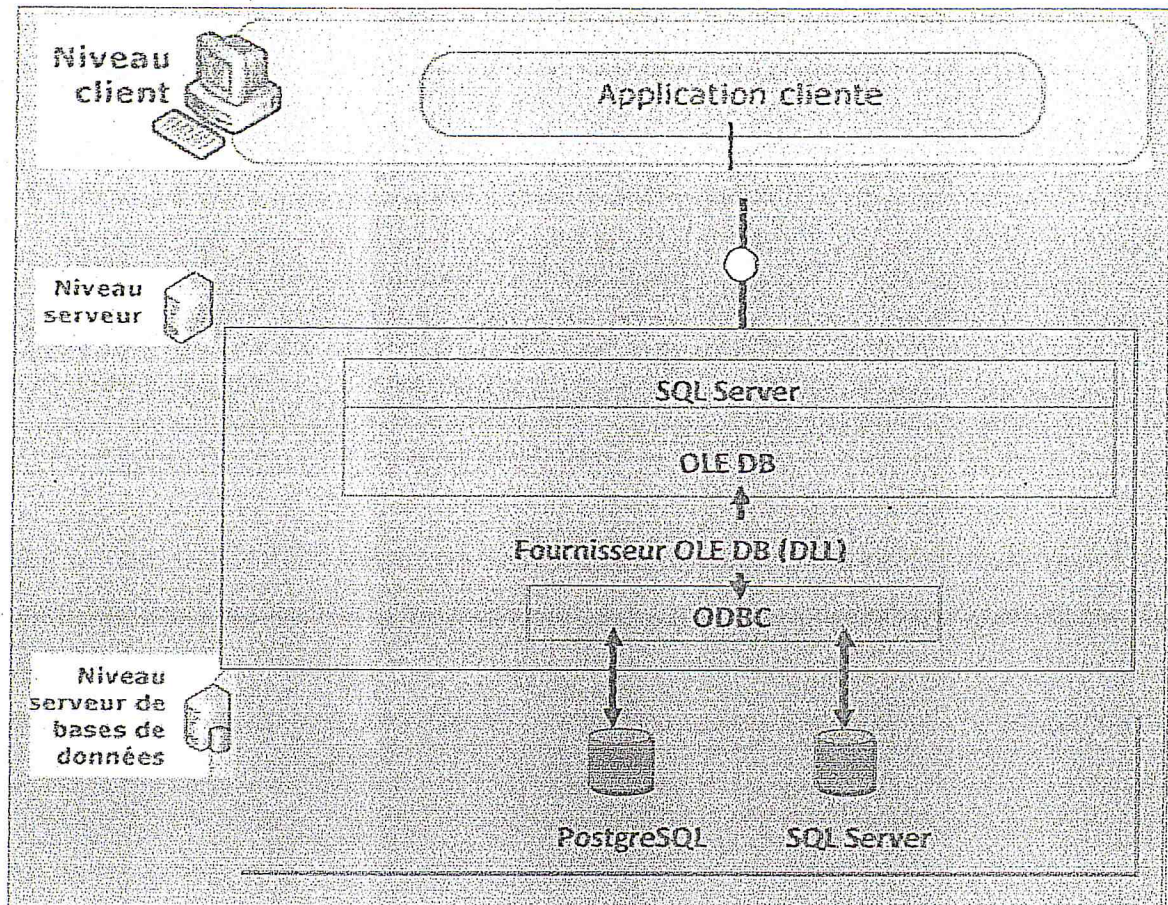 Niveau
client
Application cliente
Niveau
serveur
SQL Server
OLE DB
Fournisseur OLE DB (DLL)
ODBC
Niveau
serveur de
bases de
données
PostgreSQL
SQL Server